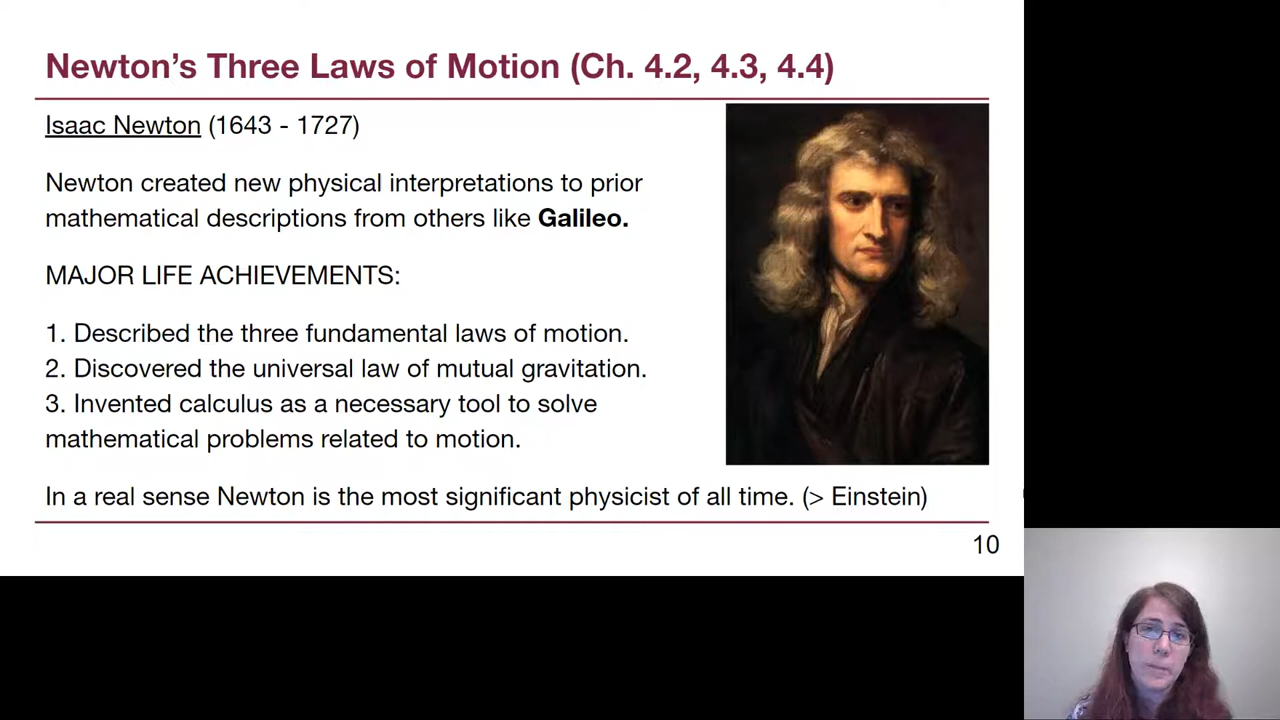 Newton's Three Laws of Motion (Ch. 4.2, 4.3, 4.4)
Isaac Newton (1643 - 1727)
Newton created new physical interpretations to prior
mathematical descriptions from others like Galileo.
MAJOR LIFE ACHIEVEMENTS:
1. Described the three fundamental laws of motion.
2. Discovered the universal law of mutual gravitation.
3. Invented calculus as a necessary tool to solve
mathematical problems related to motion.
In a real sense Newton is the most significant physicist of all time. (> Einstein)
10